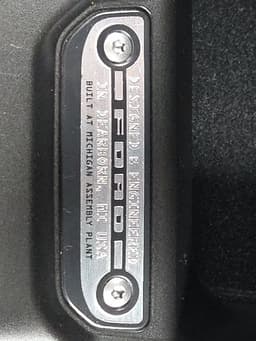 DESIGNED & ENGINEERED
FORD
IN DEARBORN, MI USA
BUILT AT MICHIGAN ASSEMBLY PLANT